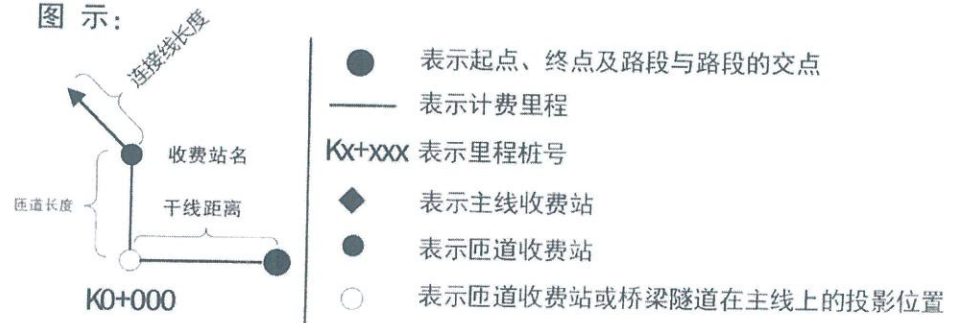 图 示:
连接线长度
收费站名
匝道长度
干线距离
K0+000
表示起点、终点及路段与路段的交点
表示计费里程
Kx+xxx 表示里程桩号
表示主线收费站
表示匝道收费站
表示匝道收费站或桥梁隧道在主线上的投影位置